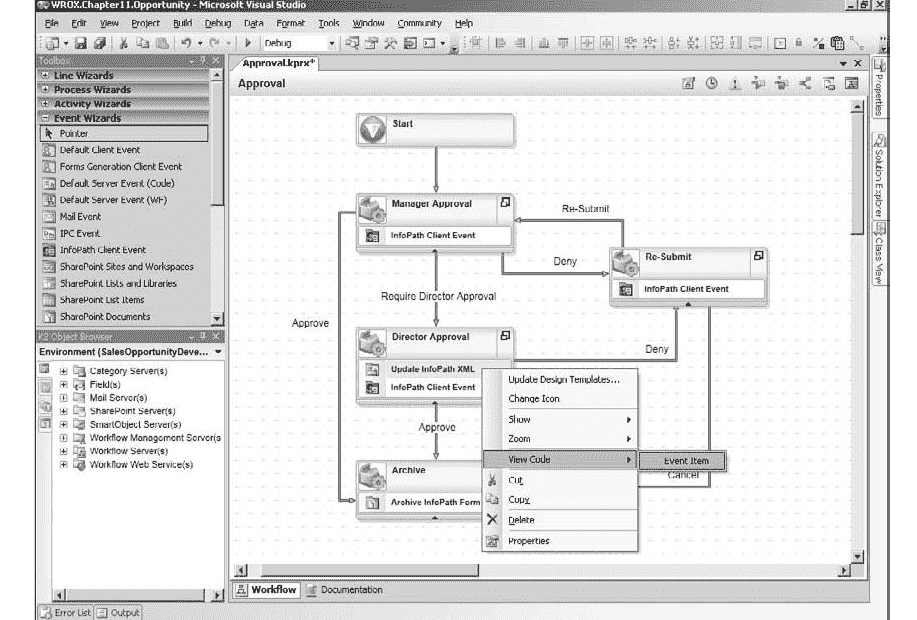 WROX.Chapter11.Opportunity - Microsoft Visual Studio
File Edit View Project Build Debug Data Format Tools Window Community Help
Debug
Toolbox
Line Wizards
Process Wizards
Activity Wizards
Event Wizards
Pointer
Default Client Event
Forms Generation Client Event
Default Server Event (Code)
Default Server Event (WF)
Mail Event
IPC Event
InfoPath Client Event
SharePoint Sites and Workspaces
SharePoint Lists and Libraries
SharePoint List Items
SharePoint Documents
K2 Object Browser
Environment (SalesOpportunityDeve...
Category Server(s)
Field(s)
Mail Server(s)
SharePoint Server(s)
SmartObject Server(s)
Workflow Management Server(s
Workflow Server(s)
Workflow Web Service(s)
Approval.kprx*
Approval
Start
Manager Approval
InfoPath Client Event
Re-Submit
Deny
Re-Submit
InfoPath Client Event
Require Director Approval
Approve
Director Approval
Update InfoPath XML
InfoPath Client Event
Deny
Approve
Archive
Archive InfoPath Form
Cancel
Update Design Templates...
Change Icon
Show
Zoom
View Code
Event Item
Cut
Copy
Delete
Properties
Workflow Documentation
Properties
Solution Explorer
Class View
Error List Output